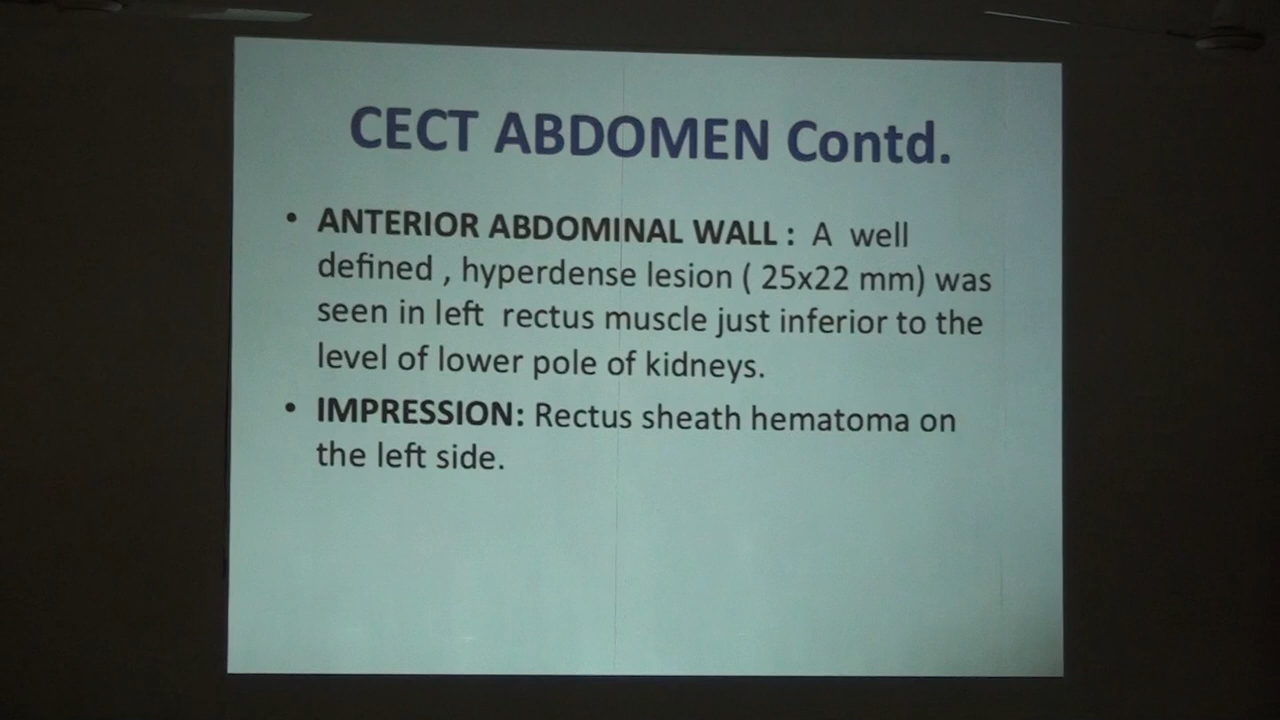 CECT ABDOMEN Contd.
• ANTERIOR ABDOMINAL WALL : A well
defined , hyperdense lesion ( 25x22 mm) was
seen in left rectus muscle just inferior to the
level of lower pole of kidneys.
• IMPRESSION: Rectus sheath hematoma on
the left side.